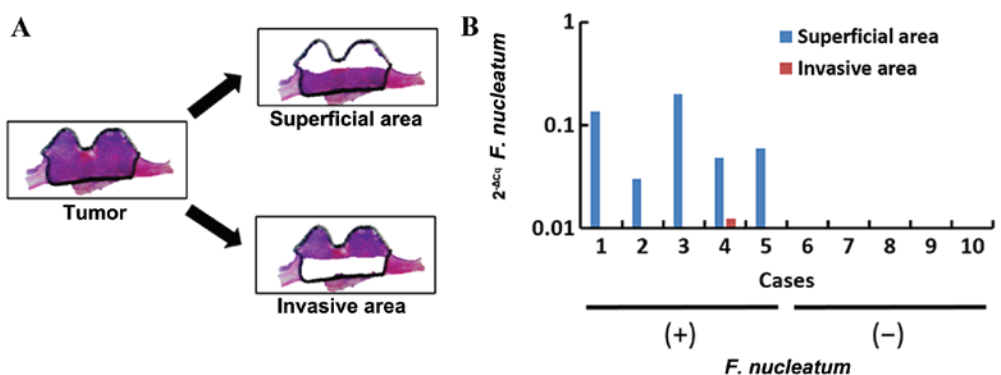 A
Tumor
Superficial area
Invasive area
B
Superficial area
Invasive area
2-ΔCq F. nucleatum
1
0.1
0.01
1 2 3 4 5 6 7 8 9 10
Cases
(+) (−)
F. nucleatum